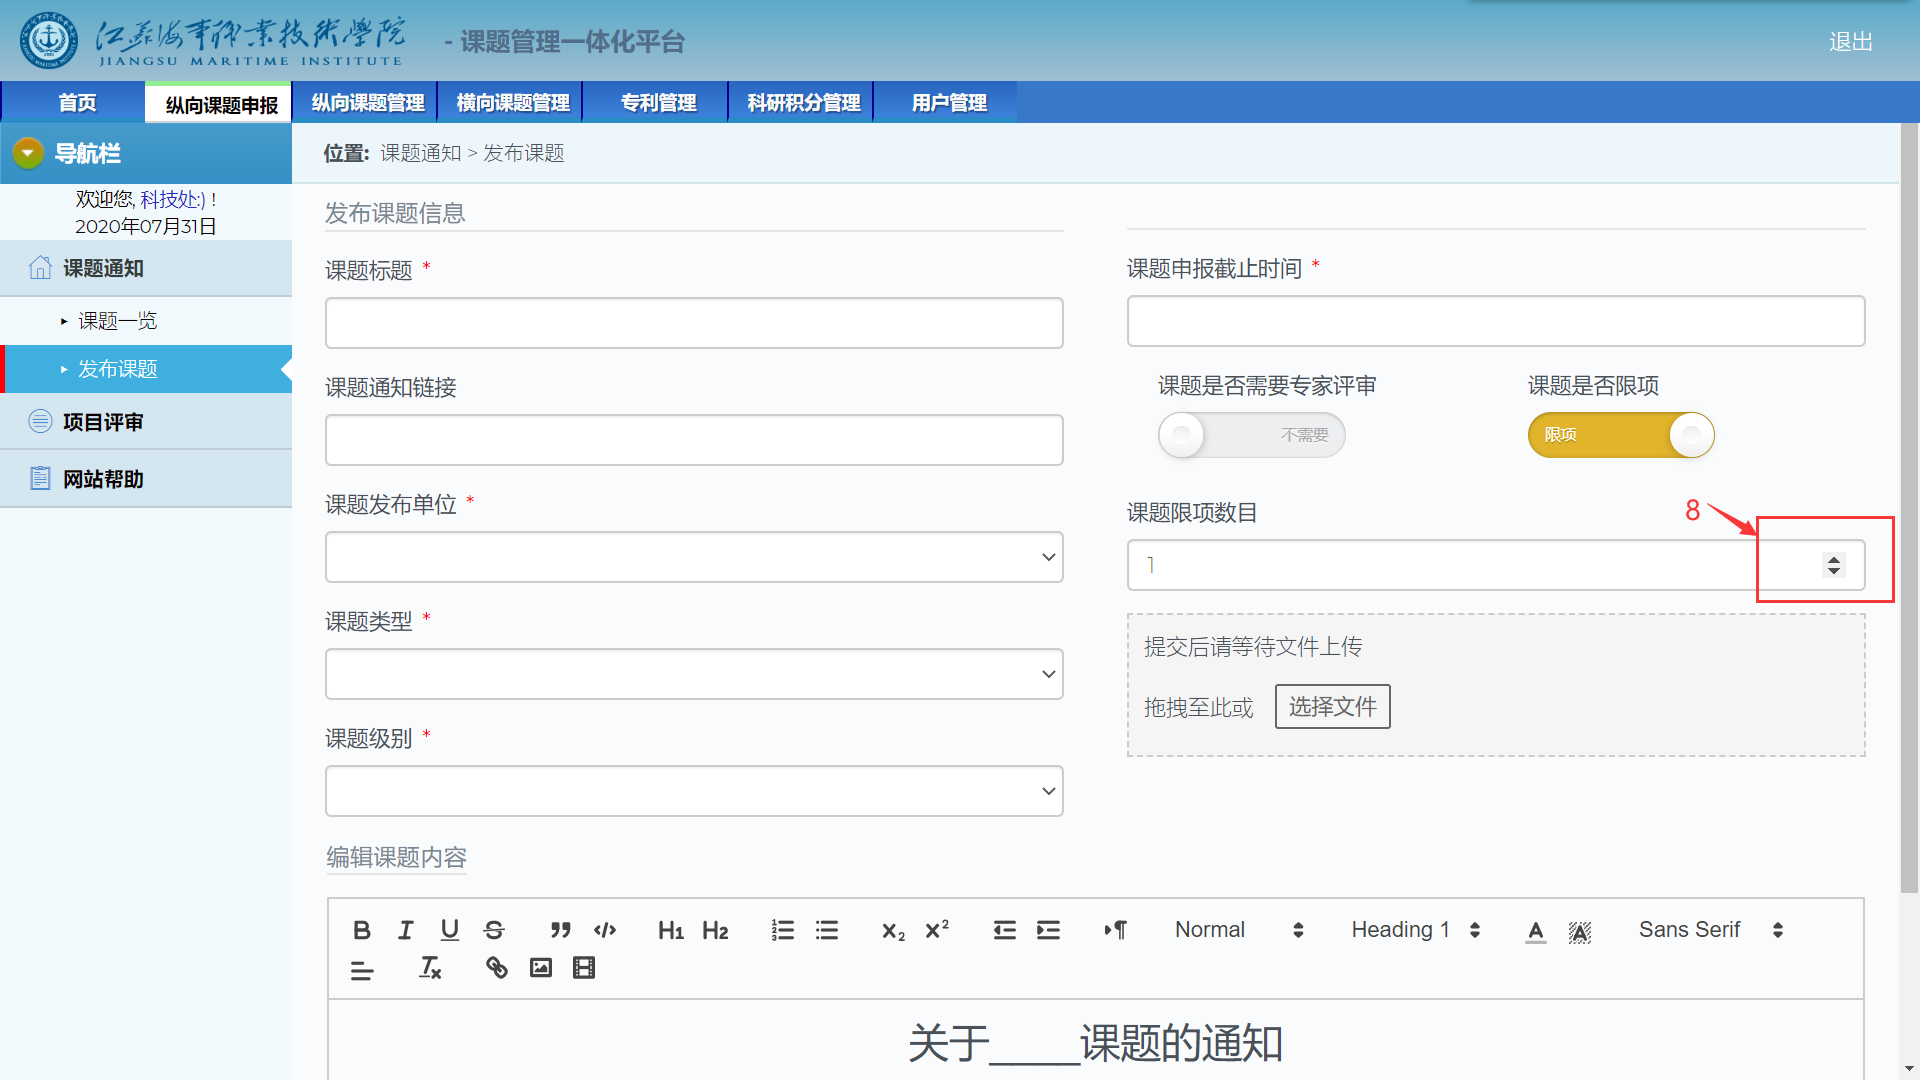 江苏海事职业技术学院
JIANGSU MARITIME INSTITUTE
- 课题管理一体化平台
退出
首页
纵向课题申报
纵向课题管理
横向课题管理
专利管理
科研积分管理
用户管理
导航栏
欢迎您, 科技处:) !
2020年07月31日
课题通知
课题一览
发布课题
项目评审
网站帮助
位置: 课题通知 > 发布课题
发布课题信息
课题标题 *
课题通知链接
课题发布单位 *
课题类型 *
课题级别 *
课题申报截止时间 *
课题是否需要专家评审
不需要
课题是否限项
限项
课题限项数目
8
1
提交后请等待文件上传
拖拽至此或 选择文件
编辑课题内容
B I U S H1 H2 X2 X2 Normal Heading 1 A A Sans Serif
Tx
关于____课题的通知